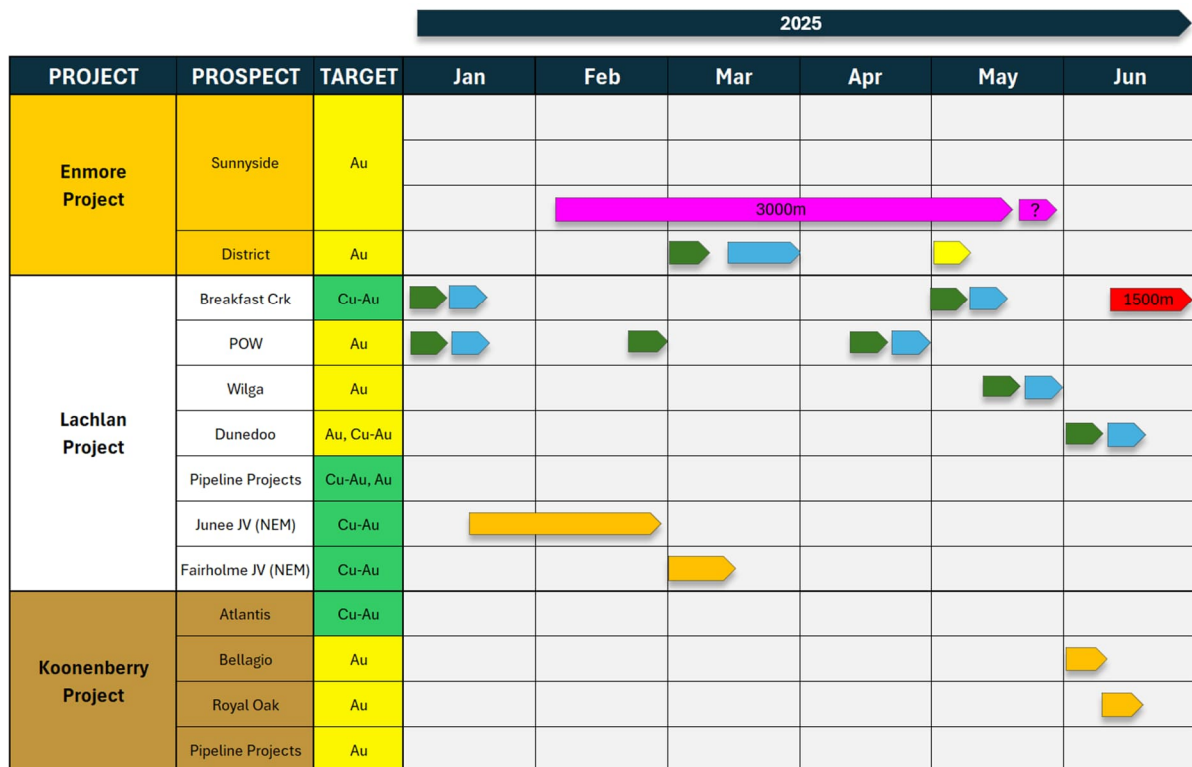 2025
PROJECT PROSPECT TARGET Jan Feb Mar Apr May Jun
Enmore
Project
Sunnyside Au
3000m ?
District Au
Lachlan
Project
Breakfast Crk Cu-Au 1500m
POW Au
Wilga Au
Dunedoo Au, Cu-Au
Pipeline Projects Cu-Au, Au
Junee JV (NEM) Cu-Au
Fairholme JV (NEM) Cu-Au
Koonenberry
Project
Atlantis Cu-Au
Bellagio Au
Royal Oak Au
Pipeline Projects Au